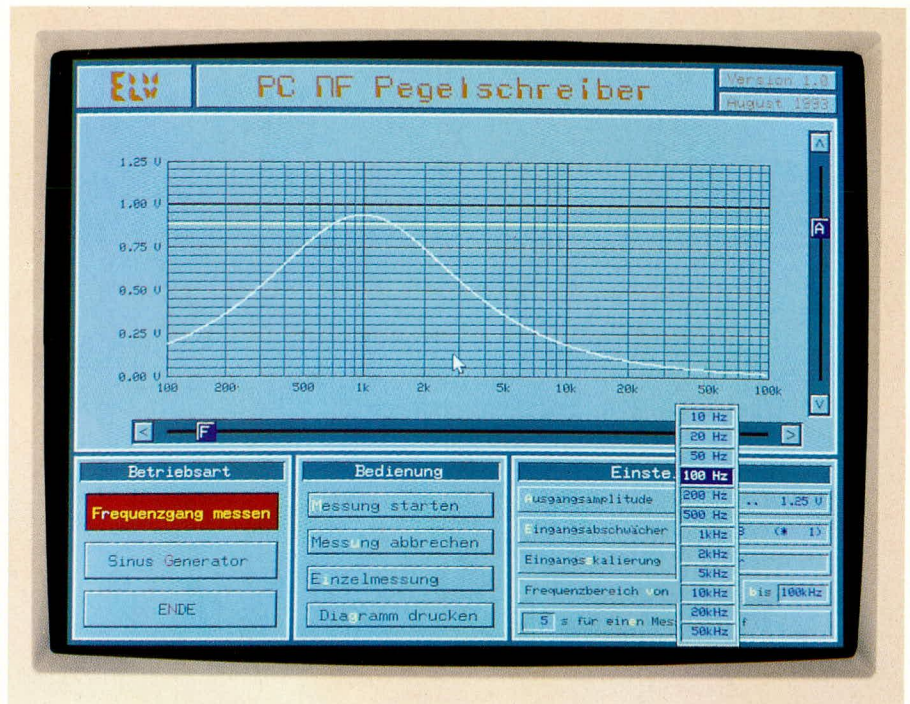 ELV
PC NF Pegelschreiber
Version 1.0
August 1993
1.25 V
1.00 V
0.75 V
0.50 V
0.25 V
0.00 V
100 200 500 1k 2k 5k 10k 20k 50k 100k
A
F
Betriebsart
Frequenzgang messen
Sinus Generator
ENDE
Bedienung
Messung starten
Messung abbrechen
Einzelmessung
Diagramm drucken
Einste
Ausgangsamplitude .. 1.25 V
Eingangsabschwächer (* 1)
Eingangsskalierung
Frequenzbereich von bis 100kHz
5 s für einen Mes f
10 Hz
20 Hz
50 Hz
100 Hz
200 Hz
500 Hz
1kHz
2kHz
5kHz
10kHz
20kHz
50kHz